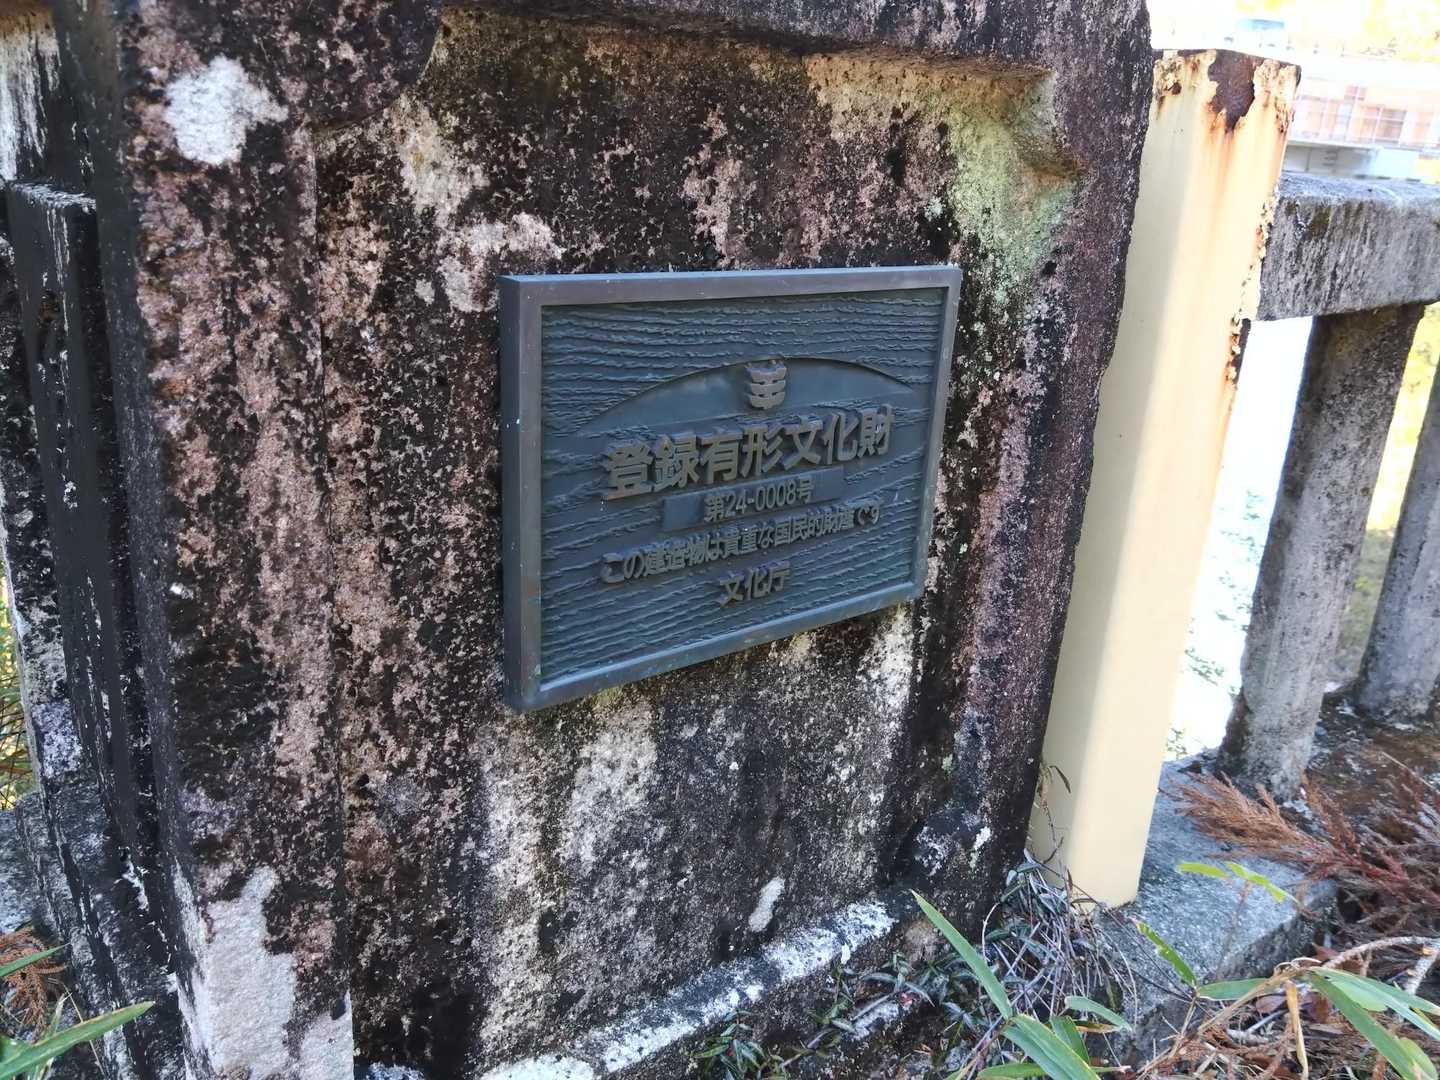 登録有形文化財
第24-0008号
この建造物は貴重な国民的財産です
文化庁